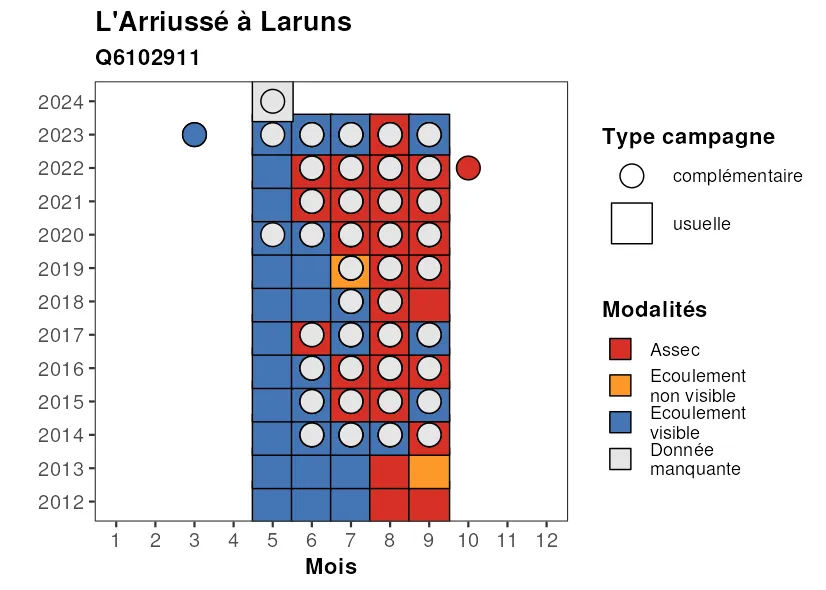 L'Arriussé à Laruns
Q6102911
2024
2023
2022
2021
2020
2019
2018
2017
2016
2015
2014
2013
2012
1 2 3 4 5 6 7 8 9 10 11 12
Mois
Type campagne
complémentaire
usuelle
Modalités
Assec
Ecoulement
non visible
Ecoulement
visible
Donnée
manquante